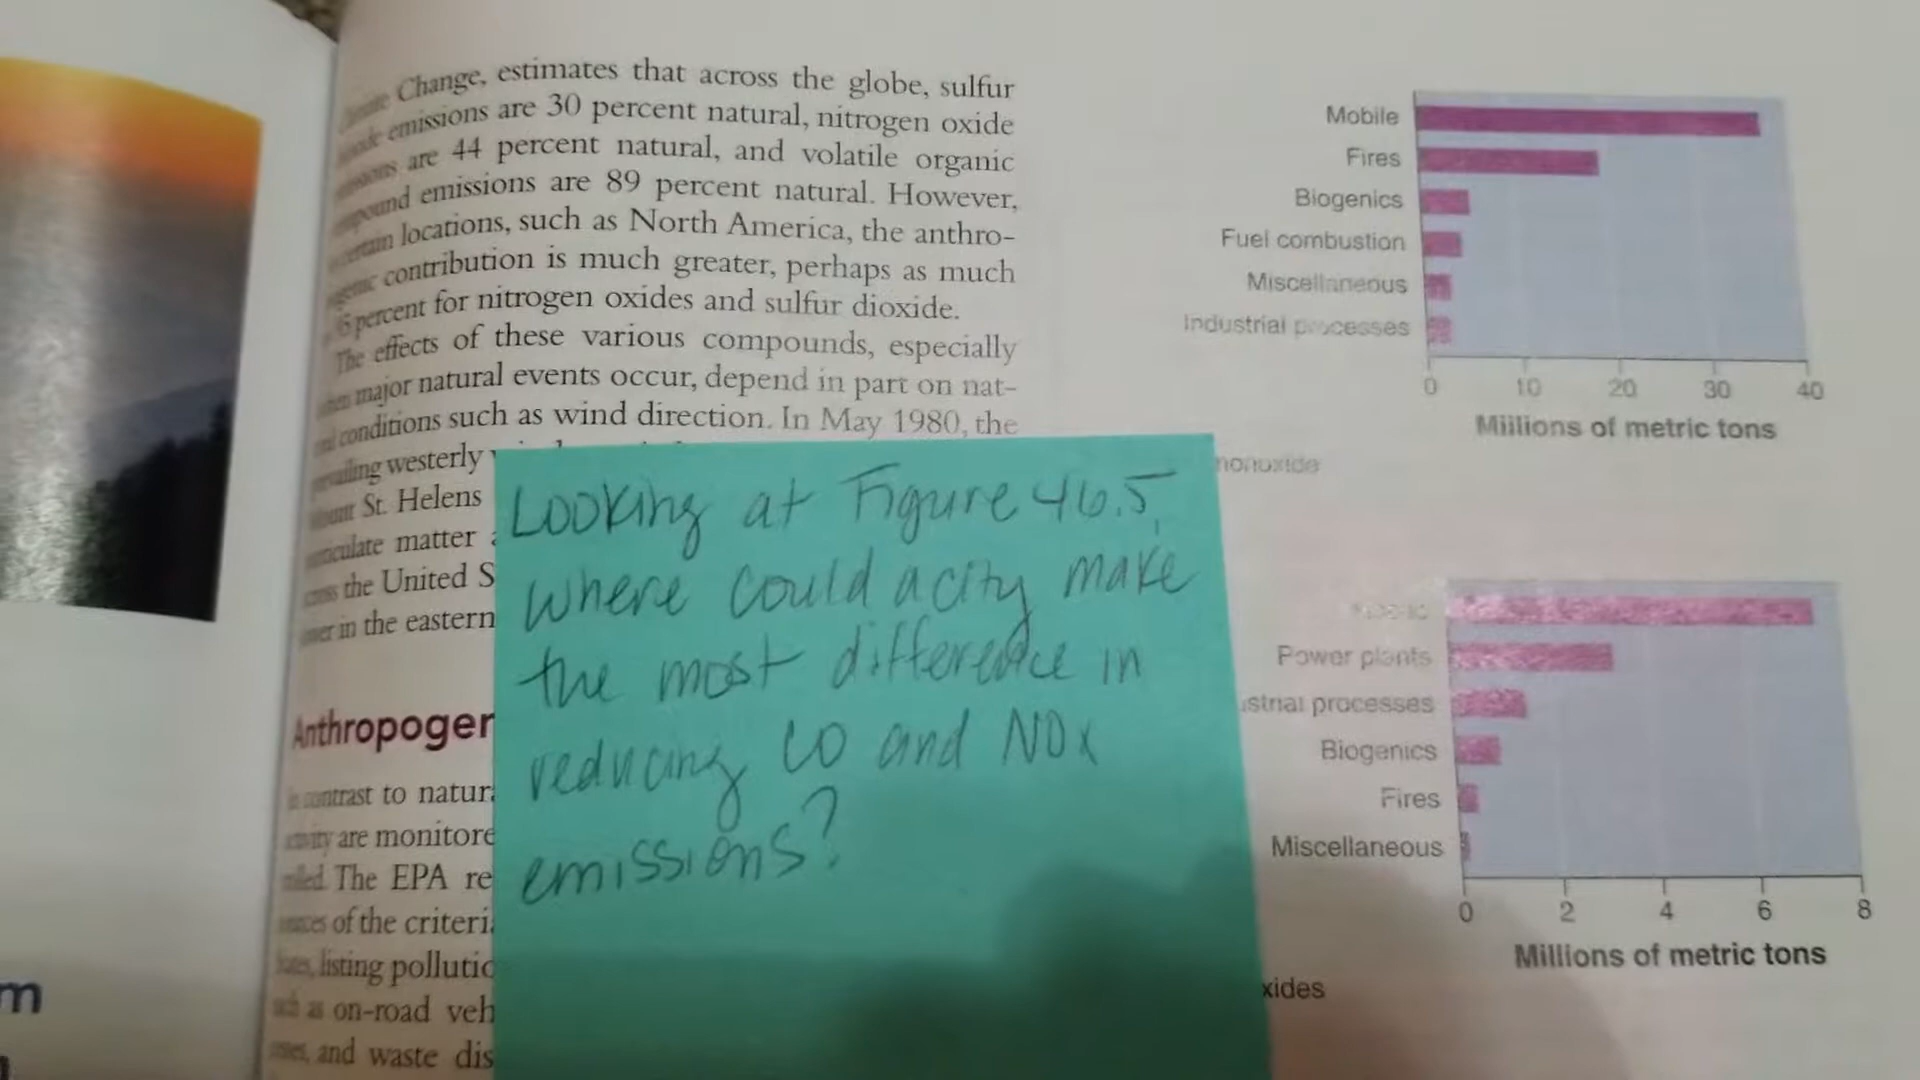 Change, estimates that across the globe, sulfur
emissions are 30 percent natural, nitrogen oxide
are 44 percent natural, and volatile organic
emissions are 89 percent natural. However,
locations, such as North America, the anthro-
contribution is much greater, perhaps as much
percent for nitrogen oxides and sulfur dioxide.
The effects of these various compounds, especially
major natural events occur, depend in part on nat-
conditions such as wind direction. In May 1980, the
westerly
St. Helens
matter
the United S
in the eastern
Anthropoger
contrast to natur
are monitore
The EPA re
of the criteri
listing pollutio
as on-road veh
and waste dis
m
Looking at Figure 46.5,
where could a city make
the most difference in
reducing CO and NOx
emissions?
Mobile
Fires
Biogenics
Fuel combustion
Miscellaneous
Industrial processes
0 10 20 30 40
Millions of metric tons
monoxide
Power plants
strial processes
Biogenics
Fires
Miscellaneous
0 2 4 6 8
Millions of metric tons
xides